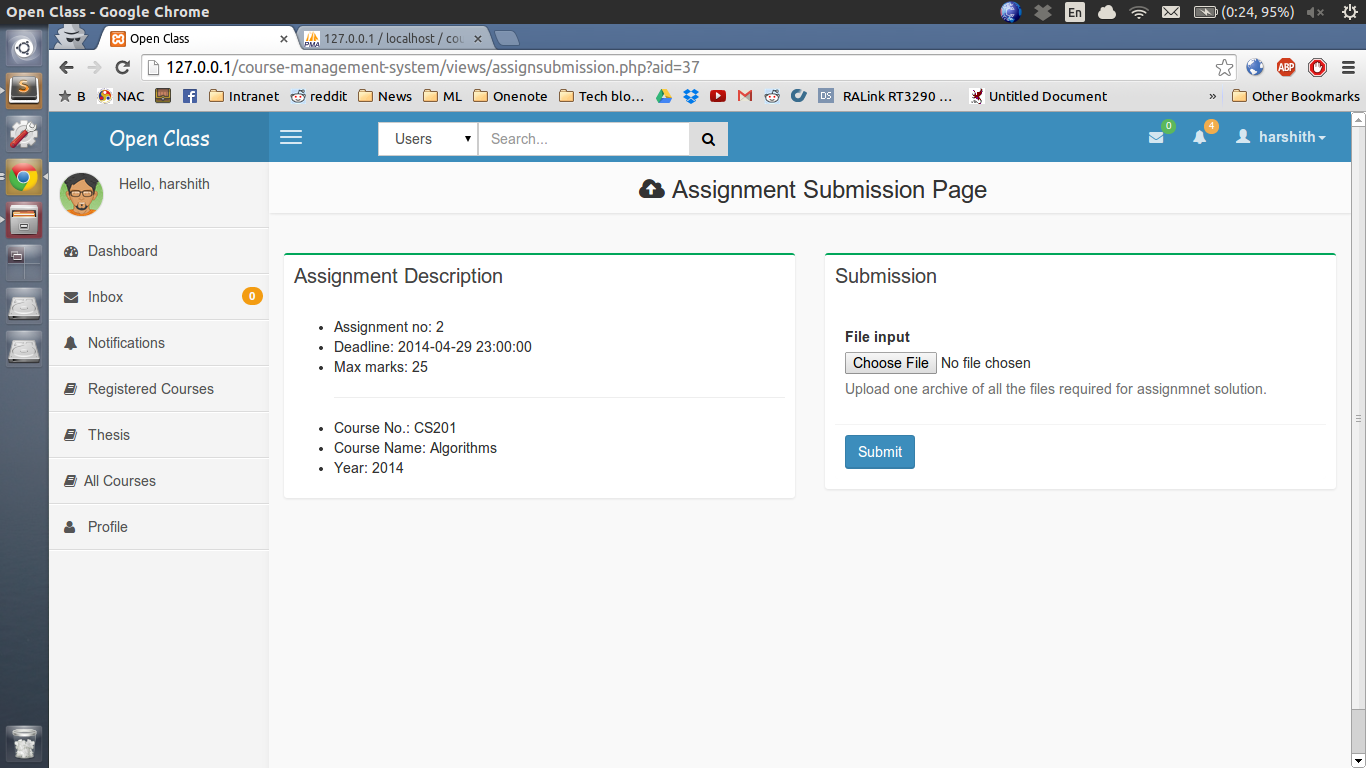 Open Class - Google Chrome
En
(0:24, 95%)
Open Class
PMA
127.0.0.1 / localhost / cou
127.0.0.1/course-management-system/views/assignsubmission.php?aid=37
ABP
B NAC Intranet reddit News ML Onenote Tech blo... DS RALink RT3290 ... Untitled Document » Other Bookmarks
Open Class
Users
Search...
0
4
harshith
Hello, harshith
Assignment Submission Page
Dashboard
Inbox
0
Notifications
Registered Courses
Thesis
All Courses
Profile
Assignment Description
Assignment no: 2
Deadline: 2014-04-29 23:00:00
Max marks: 25
Course No.: CS201
Course Name: Algorithms
Year: 2014
Submission
File input
Choose File No file chosen
Upload one archive of all the files required for assignmnet solution.
Submit